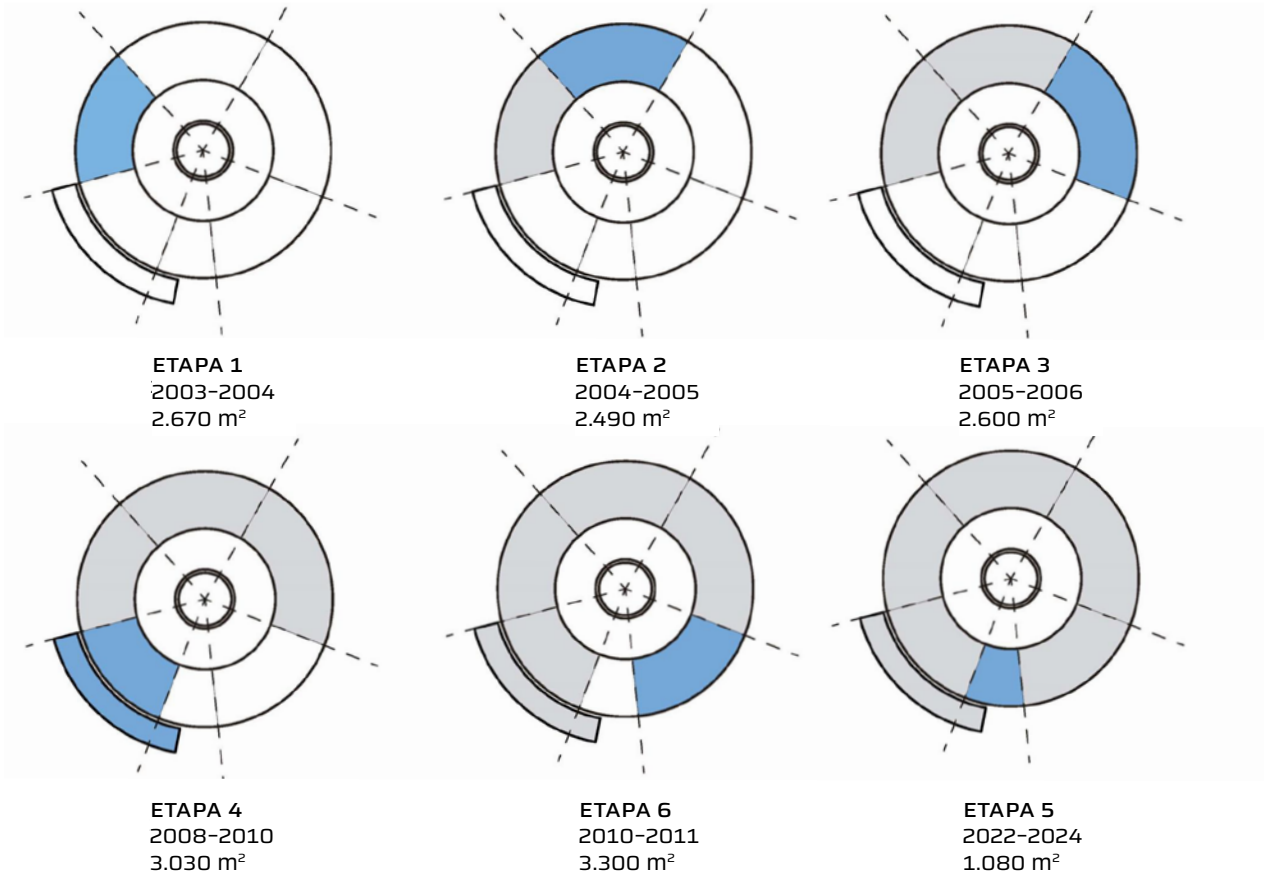 ETAPA 1
2003-2004
2.670 m²
ETAPA 2
2004-2005
2.490 m²
ETAPA 3
2005-2006
2.600 m²
ETAPA 4
2008-2010
3.030 m²
ETAPA 6
2010-2011
3.300 m²
ETAPA 5
2022-2024
1.080 m²